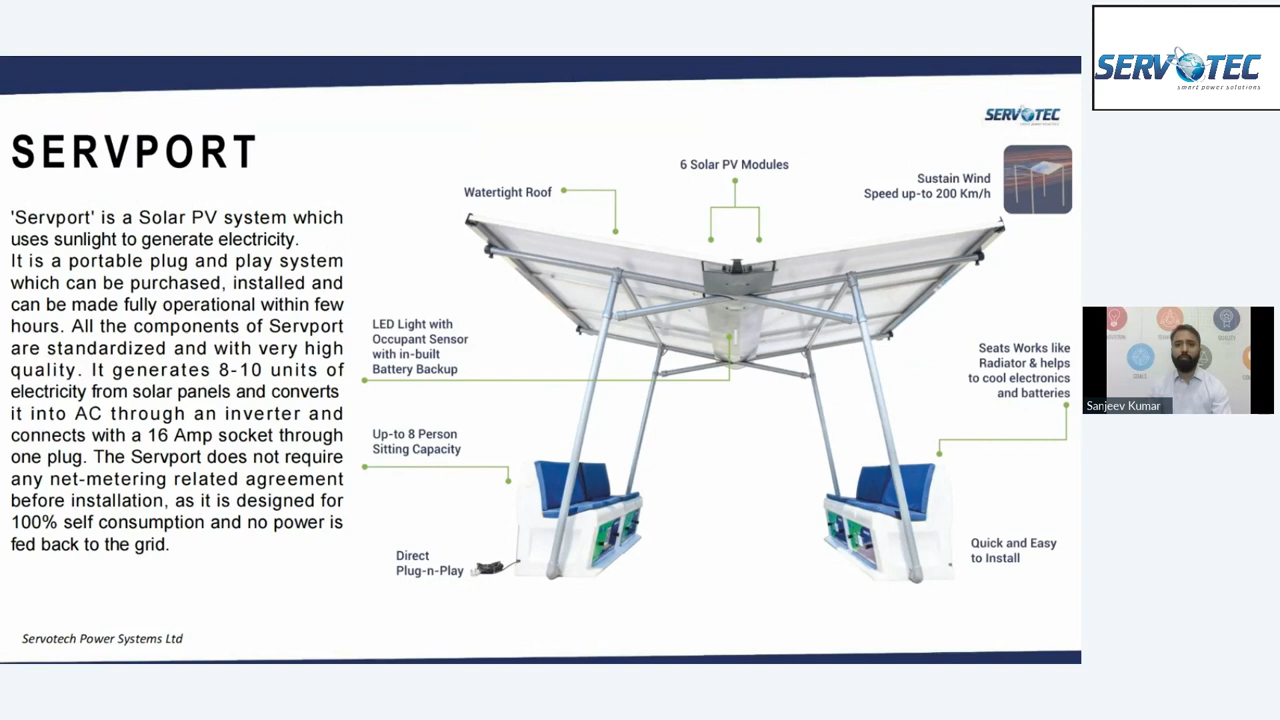 SERVOTEC
smart power solutions
SERVOTEC
SERVPORT
'Servport' is a Solar PV system which
uses sunlight to generate electricity.
It is a portable plug and play system
which can be purchased, installed and
can be made fully operational within few
hours. All the components of Servport
are standardized and with very high
quality. It generates 8-10 units of
electricity from solar panels and converts
it into AC through an inverter and
connects with a 16 Amp socket through
one plug. The Servport does not require
any net-metering related agreement
before installation, as it is designed for
100% self consumption and no power is
fed back to the grid.
6 Solar PV Modules
Watertight Roof
Sustain Wind
Speed up-to 200 Km/h
LED Light with
Occupant Sensor
with in-built
Battery Backup
Seats Works like
Radiator & helps
to cool electronics
and batteries
Up-to 8 Person
Sitting Capacity
Direct
Plug-n-Play
Quick and Easy
to Install
Servotech Power Systems Ltd
Sanjeev Kumar